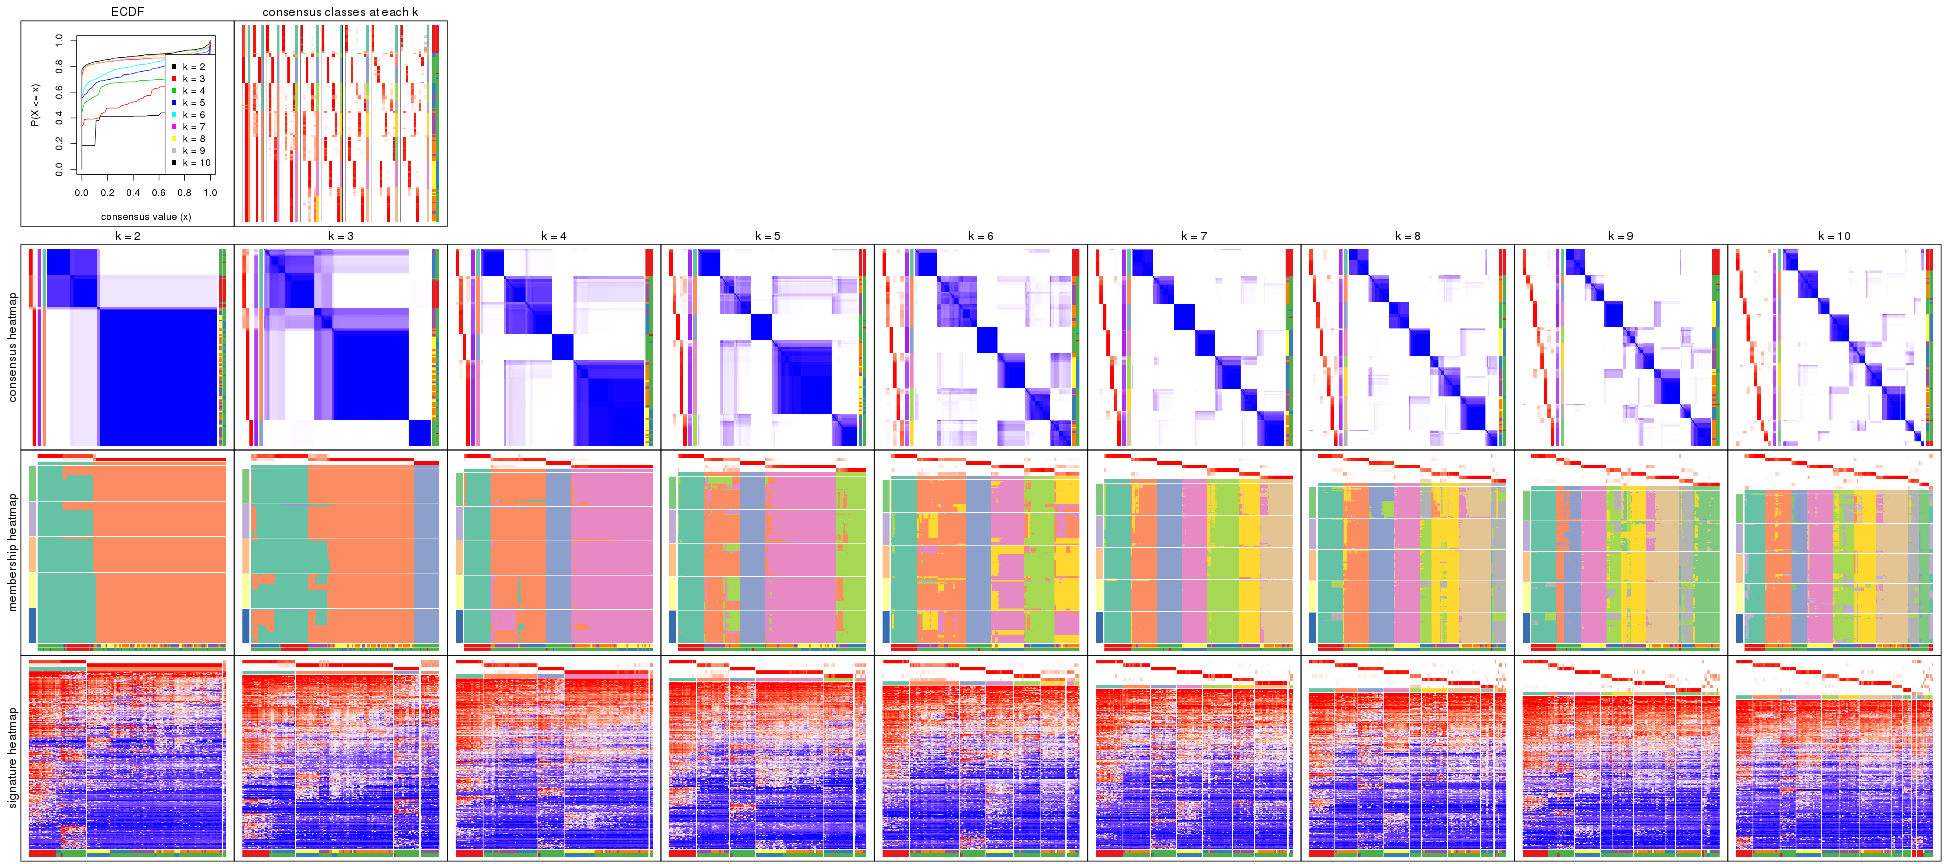 ECDF
consensus classes at each k
P(X <= x)
0.0 0.2 0.4 0.6 0.8 1.0
k = 2
k = 3
k = 4
k = 5
k = 6
k = 7
k = 8
k = 9
k = 10
0.0 0.2 0.4 0.6 0.8 1.0
consensus value (x)
k = 2 k = 3 k = 4 k = 5 k = 6 k = 7 k = 8 k = 9 k = 10
consensus heatmap
membership heatmap
signature heatmap